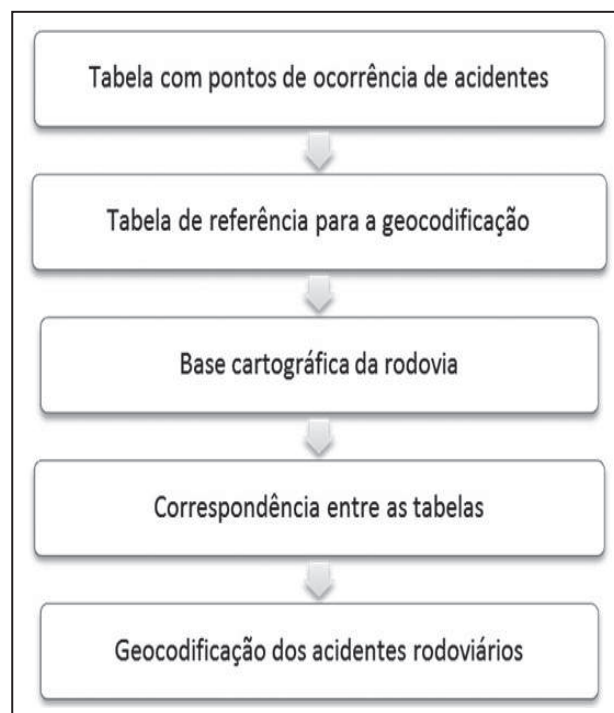 Tabela com pontos de ocorrência de acidentes
Tabela de referência para a geocodificação
Base cartográfica da rodovia
Correspondência entre as tabelas
Geocodificação dos acidentes rodoviários